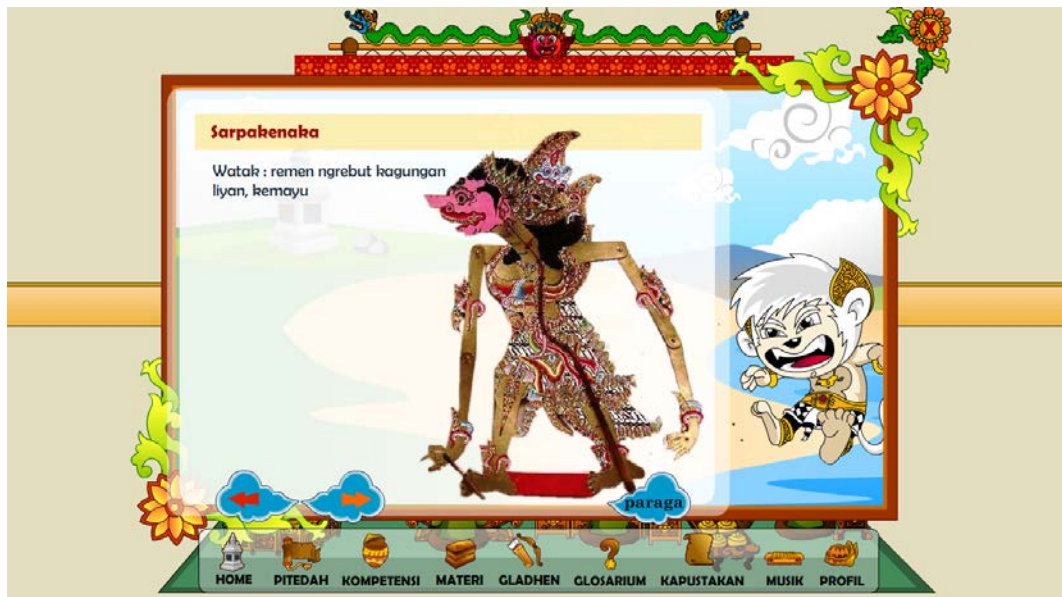 X
Sarpakenaka
Watak : remen ngrebut kagungan
liyan, kemayu
paraga
HOME PITEDAH KOMPETENSI MATERI GLADHEN GLOSARIUM KAPUSTAKAN MUSIK PROFIL